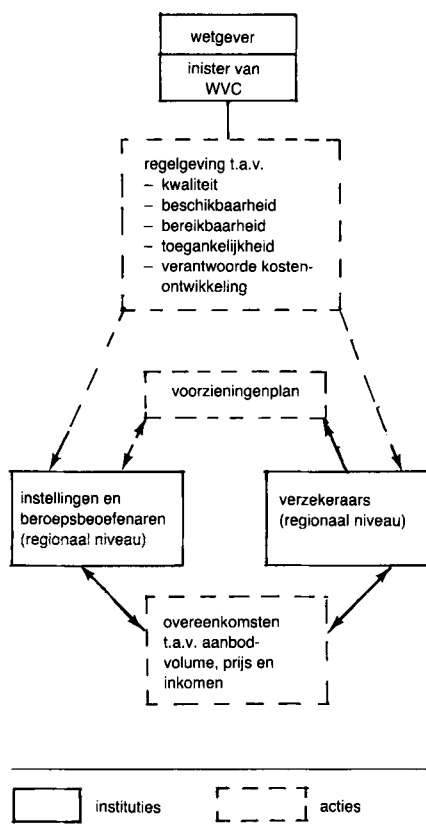 wetgever
inister van
WVC
regelgeving t.a.v.
– kwaliteit
– beschikbaarheid
– bereikbaarheid
– toegankelijkheid
– verantwoorde kosten-
ontwikkeling
voorzieningenplan
instellingen en
beroepsbeoefenaren
(regionaal niveau)
verzekeraars
(regionaal niveau)
overeenkomsten
t.a.v. aanbod-
volume, prijs en
inkomen
instituties
acties